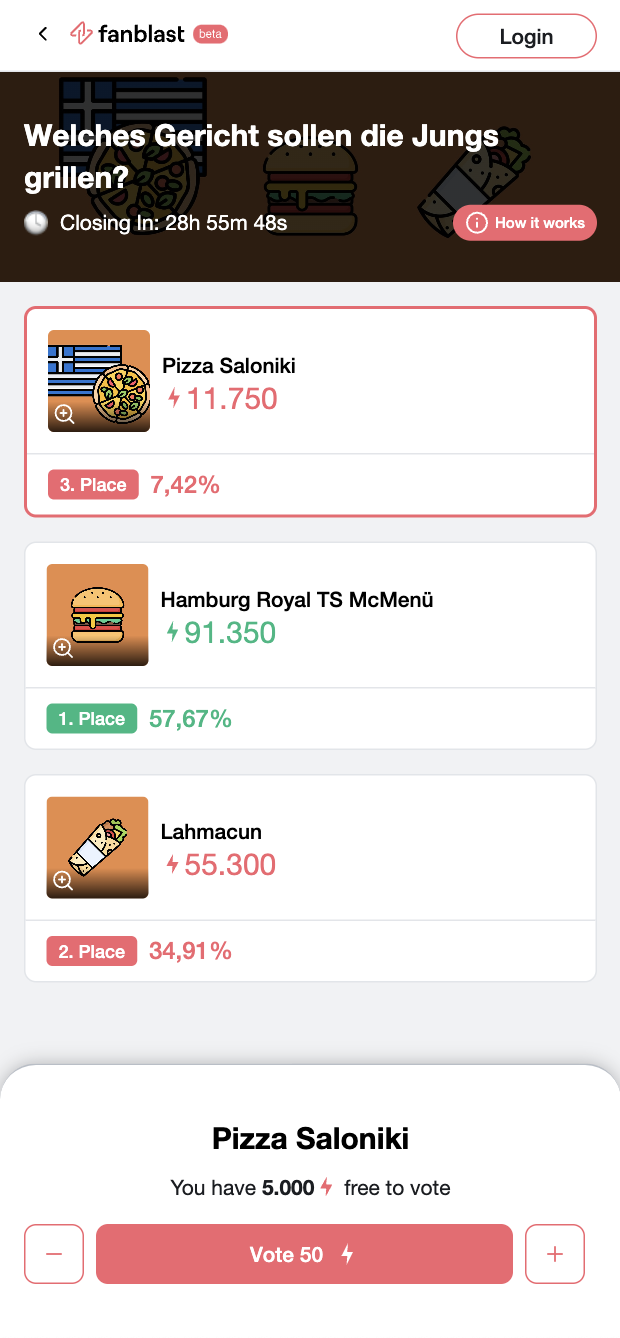 fanblast beta
Login
Welches Gericht sollen die Jungs
grillen?
Closing In: 28h 55m 48s
How it works
Pizza Saloniki
11.750
3. Place 7,42%
Hamburg Royal TS McMenü
91.350
1. Place 57,67%
Lahmacun
55.300
2. Place 34,91%
Pizza Saloniki
You have 5.000 free to vote
Vote 50